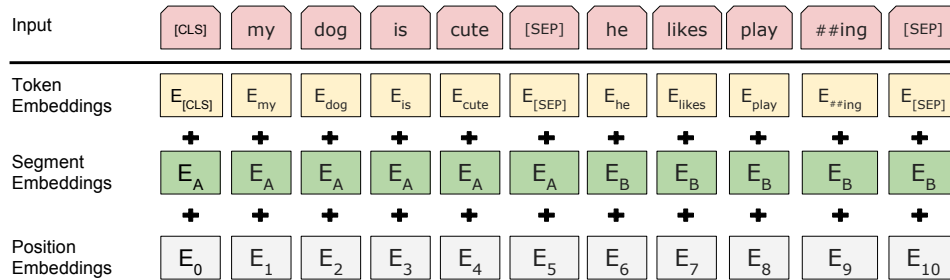 Input [CLS] my dog is cute [SEP] he likes play ##ing [SEP]
Token
Embeddings E[CLS] Emy Edog Eis Ecute E[SEP] Ehe Elikes Eplay E##ing E[SEP]
+ + + + + + + + + + +
Segment
Embeddings EA EA EA EA EA EA EB EB EB EB EB
+ + + + + + + + + + +
Position
Embeddings E0 E1 E2 E3 E4 E5 E6 E7 E8 E9 E10